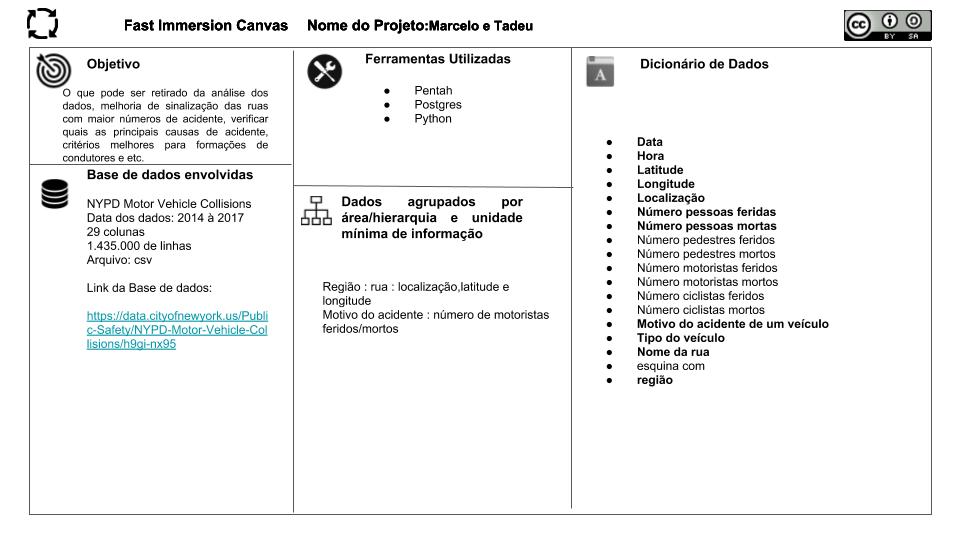 Fast Immersion Canvas Nome do Projeto:Marcelo e Tadeu
CC BY SA
Objetivo
O que pode ser retirado da análise dos
dados, melhoria de sinalização das ruas
com maior números de acidente, verificar
quais as principais causas de acidente,
critérios melhores para formações de
condutores e etc.
Base de dados envolvidas
NYPD Motor Vehicle Collisions
Data dos dados: 2014 à 2017
29 colunas
1.435.000 de linhas
Arquivo: csv
Link da Base de dados:
https://data.cityofnewyork.us/Publi
c-Safety/NYPD-Motor-Vehicle-Col
lisions/h9gi-nx95
Ferramentas Utilizadas
● Pentah
● Postgres
● Python
Dados agrupados por
área/hierarquia e unidade
mínima de informação
Região : rua : localização,latitude e
longitude
Motivo do acidente : número de motoristas
feridos/mortos
A
Dicionário de Dados
● Data
● Hora
● Latitude
● Longitude
● Localização
● Número pessoas feridas
● Número pessoas mortas
● Número pedestres feridos
● Número pedestres mortos
● Número motoristas feridos
● Número motoristas mortos
● Número ciclistas feridos
● Número ciclistas mortos
● Motivo do acidente de um veículo
● Tipo do veículo
● Nome da rua
● esquina com
● região